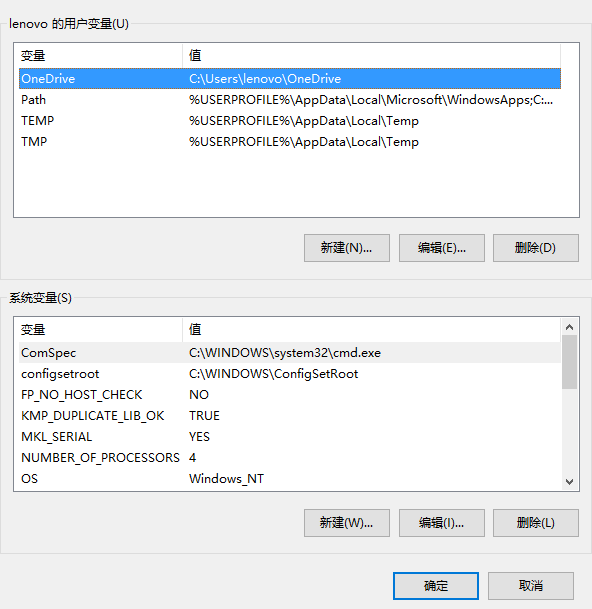 lenovo 的用户变量(U)
变量 值
OneDrive C:\Users\lenovo\OneDrive
Path %USERPROFILE%\AppData\Local\Microsoft\WindowsApps;C:...
TEMP %USERPROFILE%\AppData\Local\Temp
TMP %USERPROFILE%\AppData\Local\Temp
新建(N)... 编辑(E)... 删除(D)
系统变量(S)
变量 值
ComSpec C:\WINDOWS\system32\cmd.exe
configsetroot C:\WINDOWS\ConfigSetRoot
FP_NO_HOST_CHECK NO
KMP_DUPLICATE_LIB_OK TRUE
MKL_SERIAL YES
NUMBER_OF_PROCESSORS 4
OS Windows_NT
新建(W)... 编辑(I)... 删除(L)
确定 取消